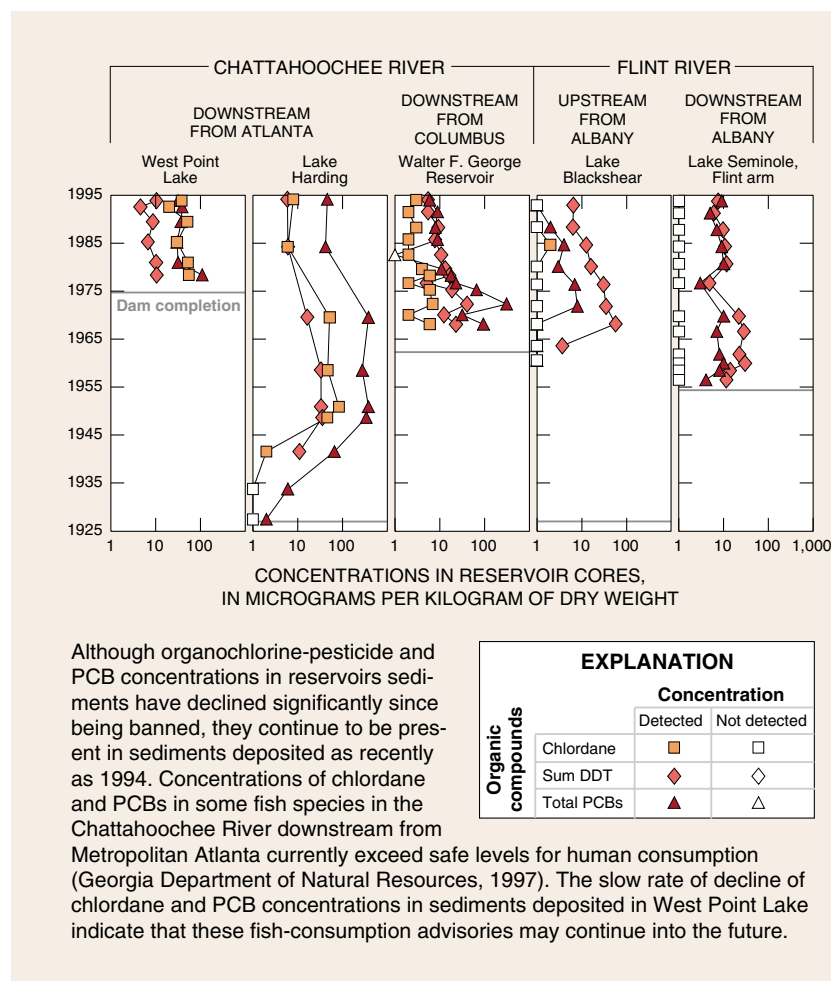 CHATTAHOOCHEE RIVER
FLINT RIVER
DOWNSTREAM
FROM ATLANTA
DOWNSTREAM
FROM
COLUMBUS
UPSTREAM
FROM
ALBANY
DOWNSTREAM
FROM
ALBANY
West Point
Lake
Lake
Harding
Walter F. George
Reservoir
Lake
Blackshear
Lake Seminole,
Flint arm
1995
1985
1975
1965
1955
1945
1935
1925
Dam completion
1 10 100 1 10 100 1 10 100 1 10 100 1 10 100 1,000
CONCENTRATIONS IN RESERVOIR CORES,
IN MICROGRAMS PER KILOGRAM OF DRY WEIGHT
Although organochlorine-pesticide and
PCB concentrations in reservoirs sedi-
ments have declined significantly since
being banned, they continue to be pres-
ent in sediments deposited as recently
as 1994. Concentrations of chlordane
and PCBs in some fish species in the
Chattahoochee River downstream from
Metropolitan Atlanta currently exceed safe levels for human consumption
(Georgia Department of Natural Resources, 1997). The slow rate of decline of
chlordane and PCB concentrations in sediments deposited in West Point Lake
indicate that these fish-consumption advisories may continue into the future.
EXPLANATION
Concentration
Detected Not detected
Organic
compounds
Chlordane
Sum DDT
Total PCBs